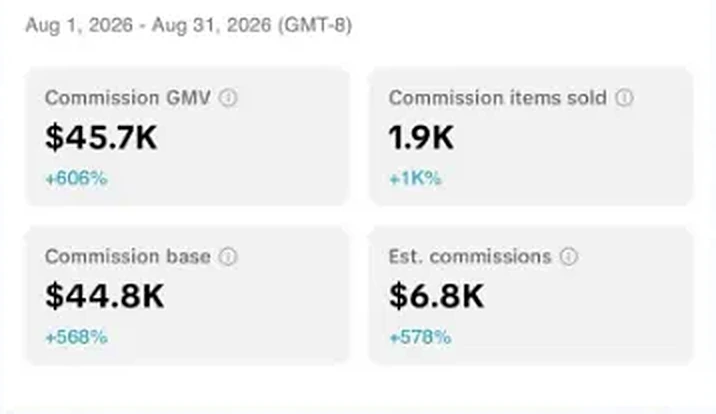 Aug 1, 2026 - Aug 31, 2026 (GMT-8)
Commission GMV
$45.7K
+606%
Commission items sold
1.9K
+1K%
Commission base
$44.8K
+568%
Est. commissions
$6.8K
+578%